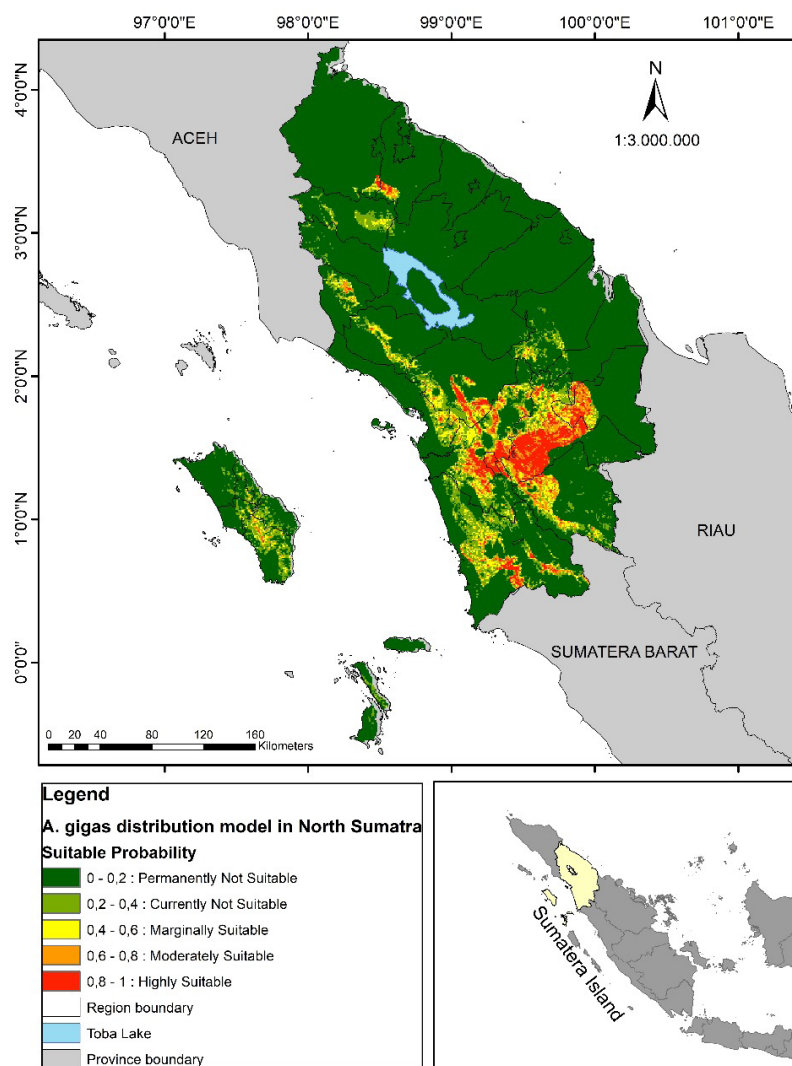 97°0'0"E 98°0'0"E 99°0'0"E 100°0'0"E 101°0'0"E
4°0'0"N
3°0'0"N
2°0'0"N
1°0'0"N
0°0'0"
N
1:3.000.000
ACEH
RIAU
SUMATERA BARAT
0 20 40 80 120 160
Kilometers
Legend
A. gigas distribution model in North Sumatra
Suitable Probability
0 - 0,2 : Permanently Not Suitable
0,2 - 0,4 : Currently Not Suitable
0,4 - 0,6 : Marginally Suitable
0,6 - 0,8 : Moderately Suitable
0,8 - 1 : Highly Suitable
Region boundary
Toba Lake
Province boundary
Sumatera Island